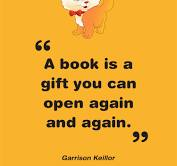 “
A book is a
gift you can
open again
and again.
”
Garrison Keillor